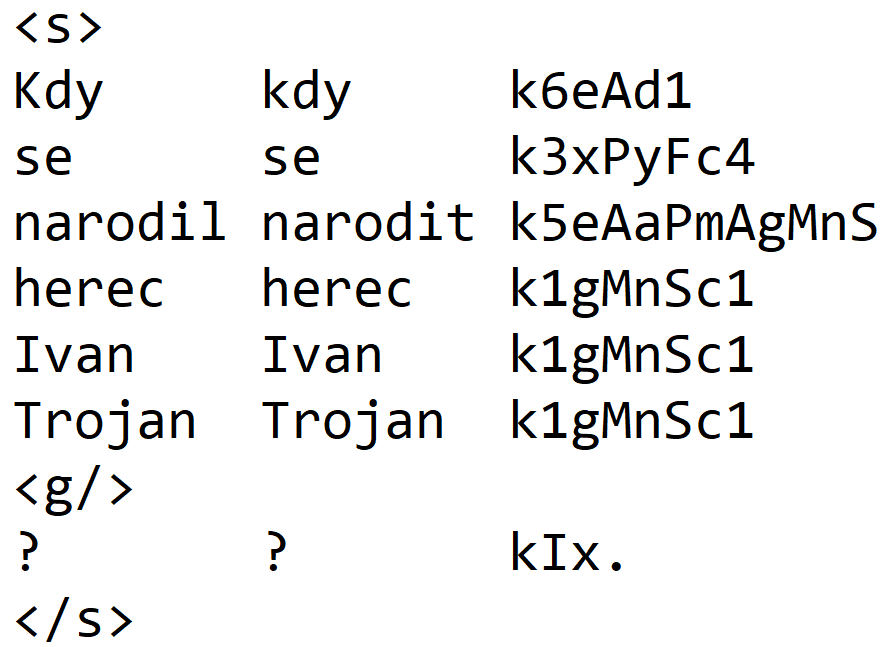 <s>
Kdy kdy k6eAd1
se se k3xPyFc4
narodil narodit k5eAaPmAgMnS
herec herec k1gMnSc1
Ivan Ivan k1gMnSc1
Trojan Trojan k1gMnSc1
<g/>
? ? kIx.
</s>